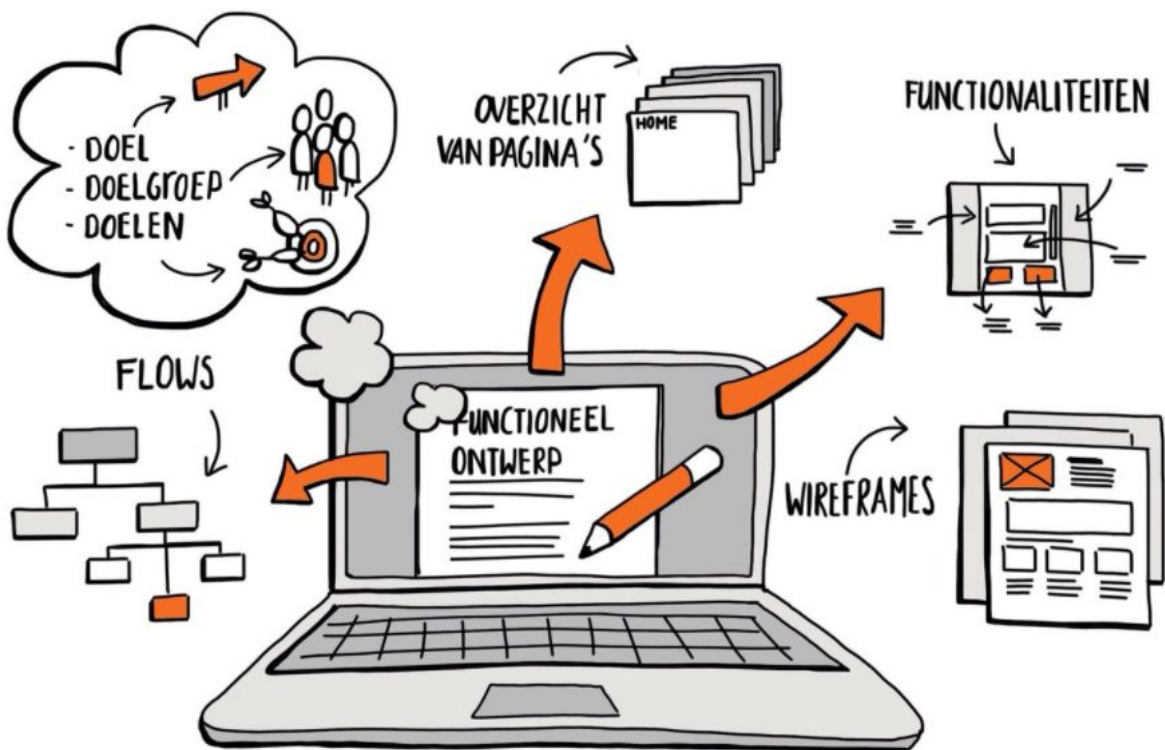 - DOEL
- DOELGROEP
- DOELEN
OVERZICHT
VAN PAGINA'S
HOME
FUNCTIONALITEITEN
FLOWS
FUNCTIONEEL
ONTWERP
WIREFRAMES